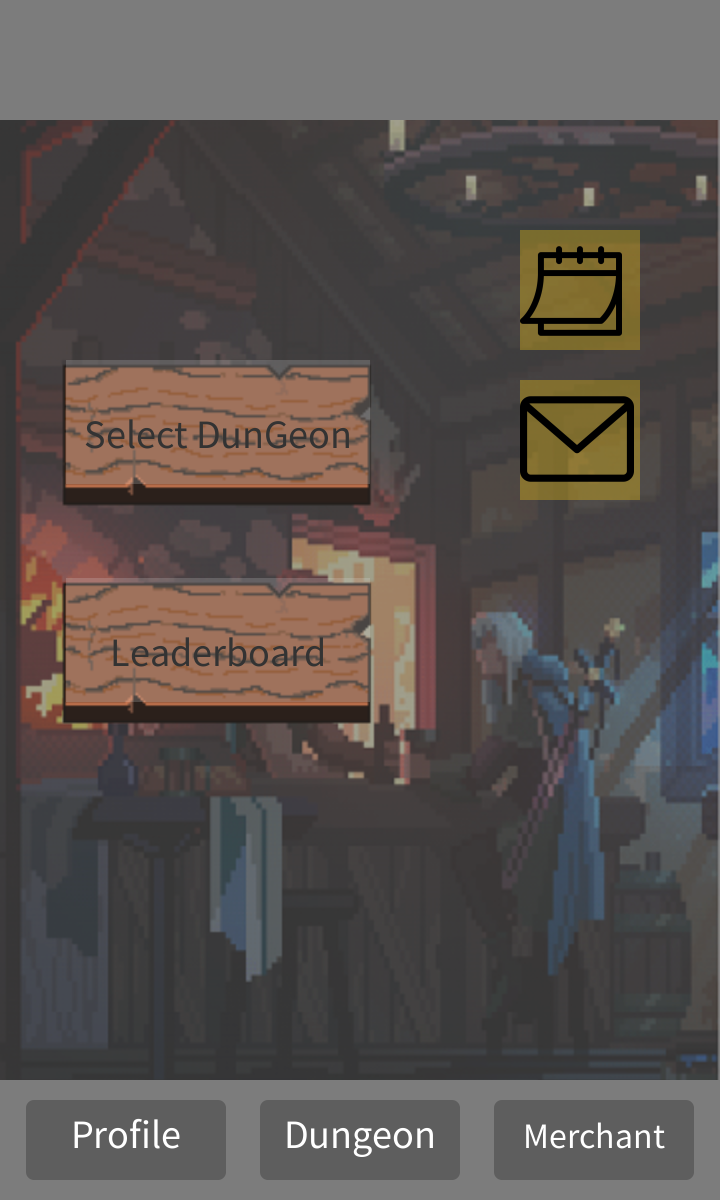 Select DunGeon
Leaderboard
Profile
Dungeon
Merchant